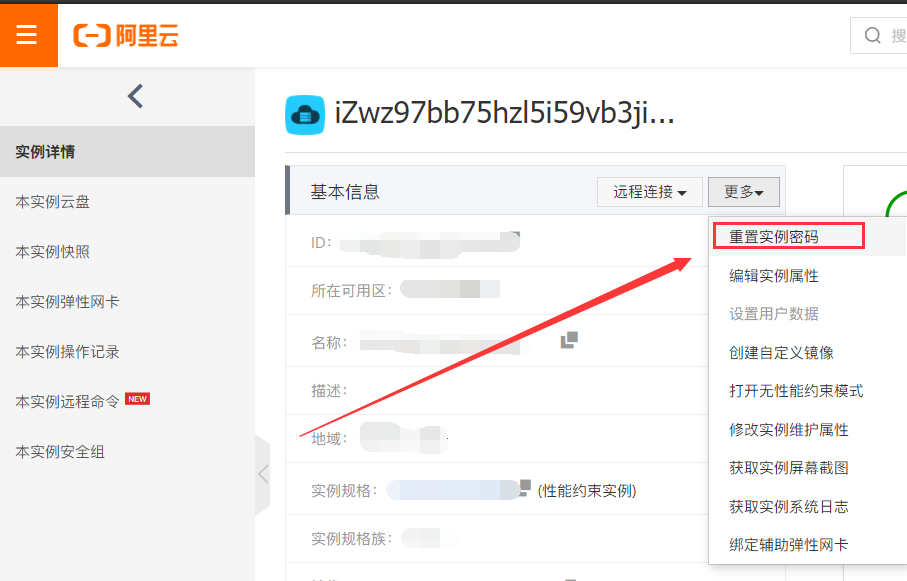 阿里云
搜
iZwz97bb75hzl5i59vb3ji...
实例详情
本实例云盘
本实例快照
本实例弹性网卡
本实例操作记录
本实例远程命令 NEW
本实例安全组
基本信息
远程连接 更多
ID：
所在可用区：
名称：
描述：
地域：
实例规格： (性能约束实例)
实例规格族：
重置实例密码
编辑实例属性
设置用户数据
创建自定义镜像
打开无性能约束模式
修改实例维护属性
获取实例屏幕截图
获取实例系统日志
绑定辅助弹性网卡